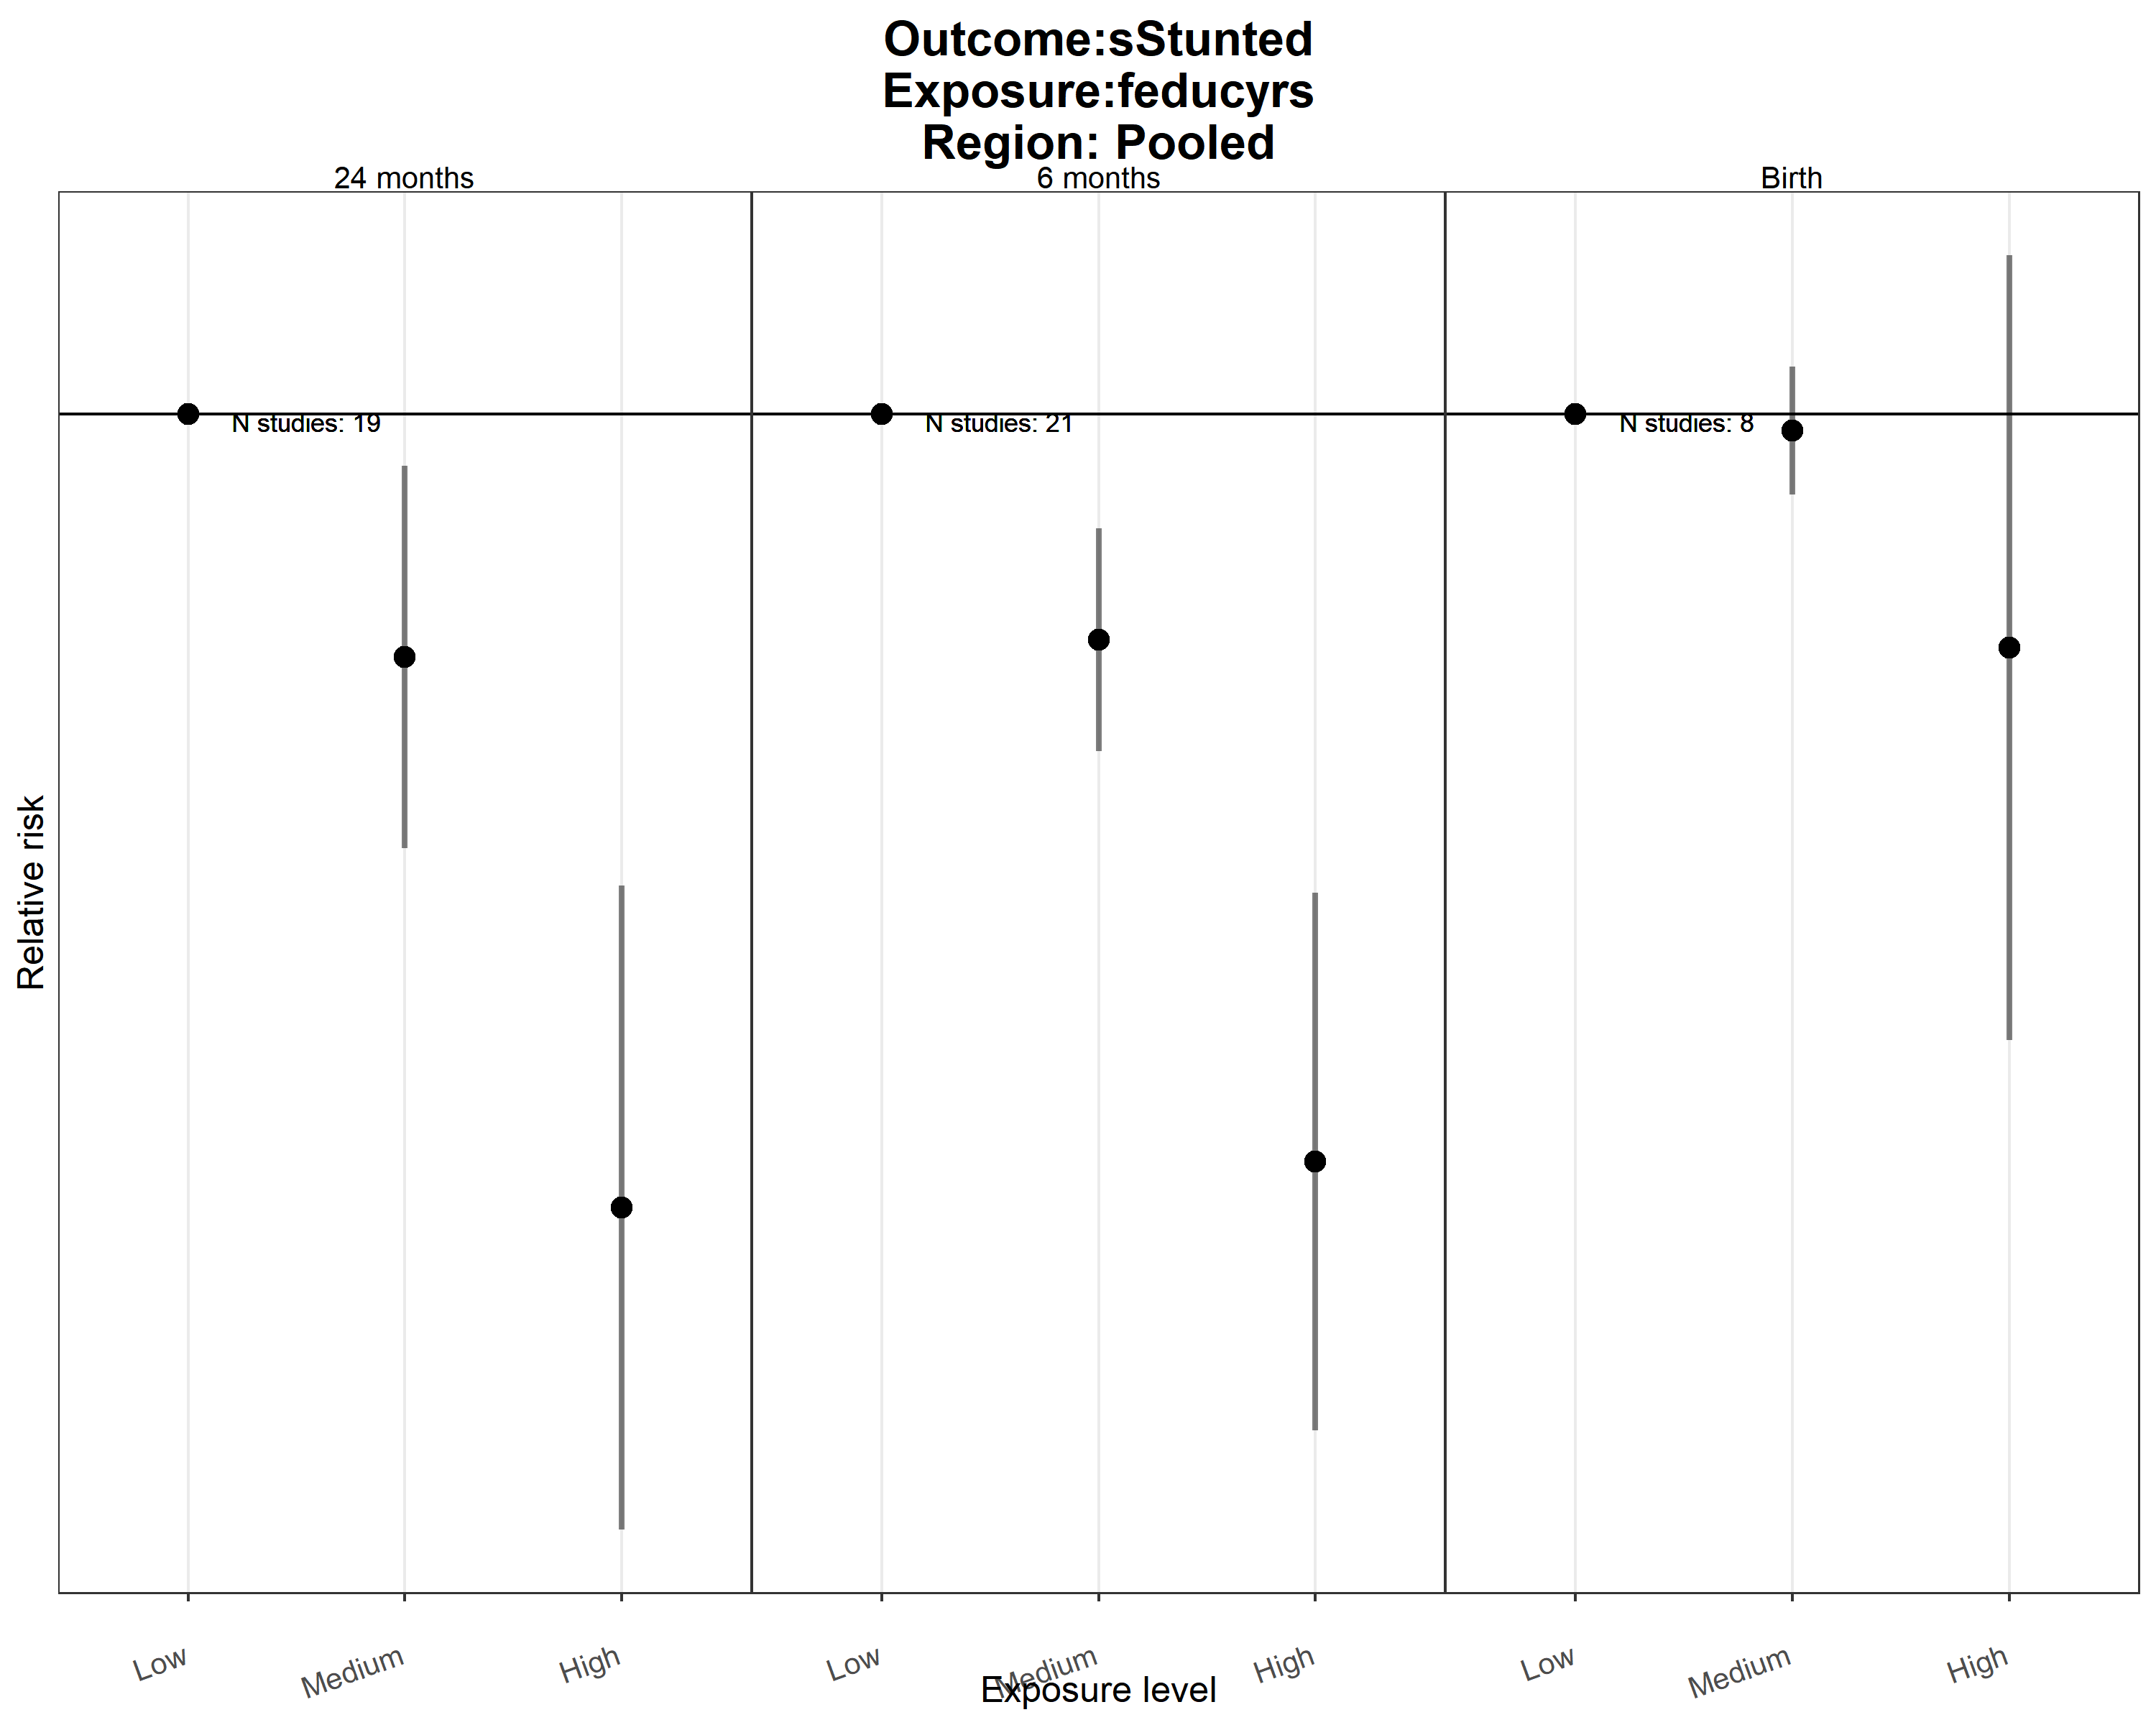 Outcome:sStunted
Exposure:feducyrs
Region: Pooled
24 months
6 months
Birth
N studies: 19
N studies: 21
N studies: 8
Relative risk
Low
Medium
High
Low
Medium
High
Low
Medium
High
Exposure level